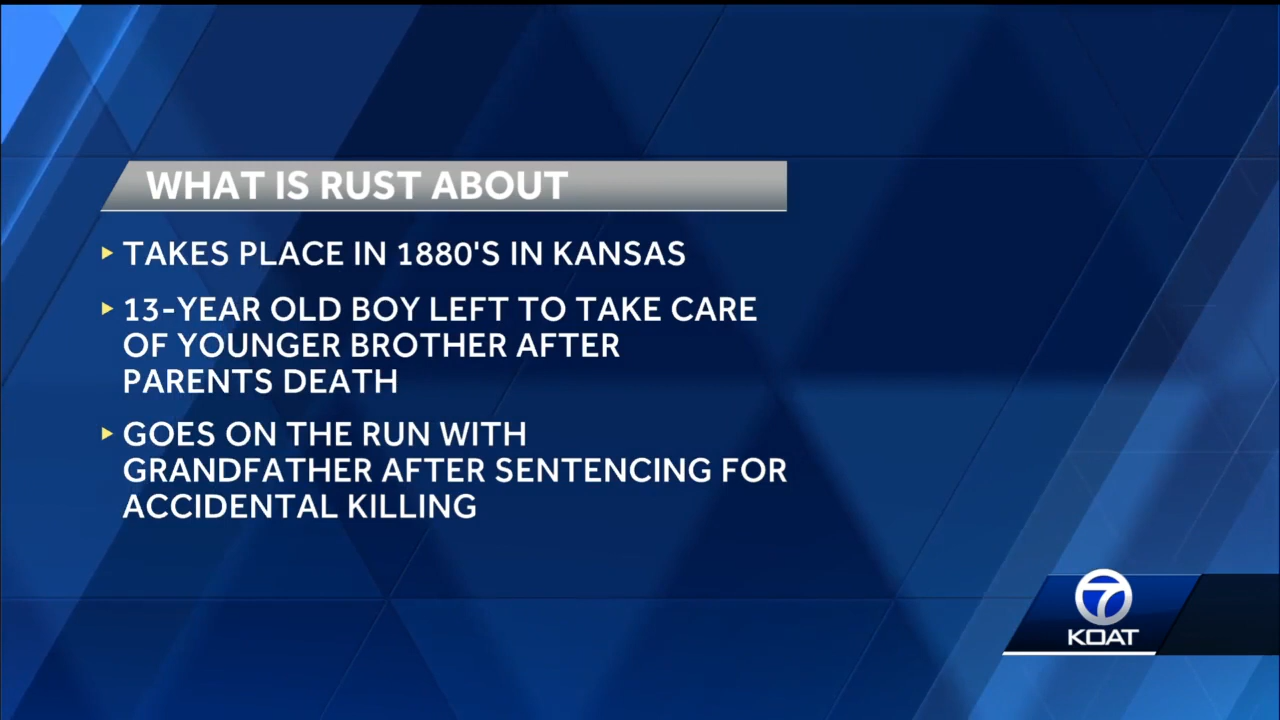 WHAT IS RUST ABOUT
TAKES PLACE IN 1880'S IN KANSAS
13-YEAR OLD BOY LEFT TO TAKE CARE
OF YOUNGER BROTHER AFTER
PARENTS DEATH
GOES ON THE RUN WITH
GRANDFATHER AFTER SENTENCING FOR
ACCIDENTAL KILLING
7
KOAT